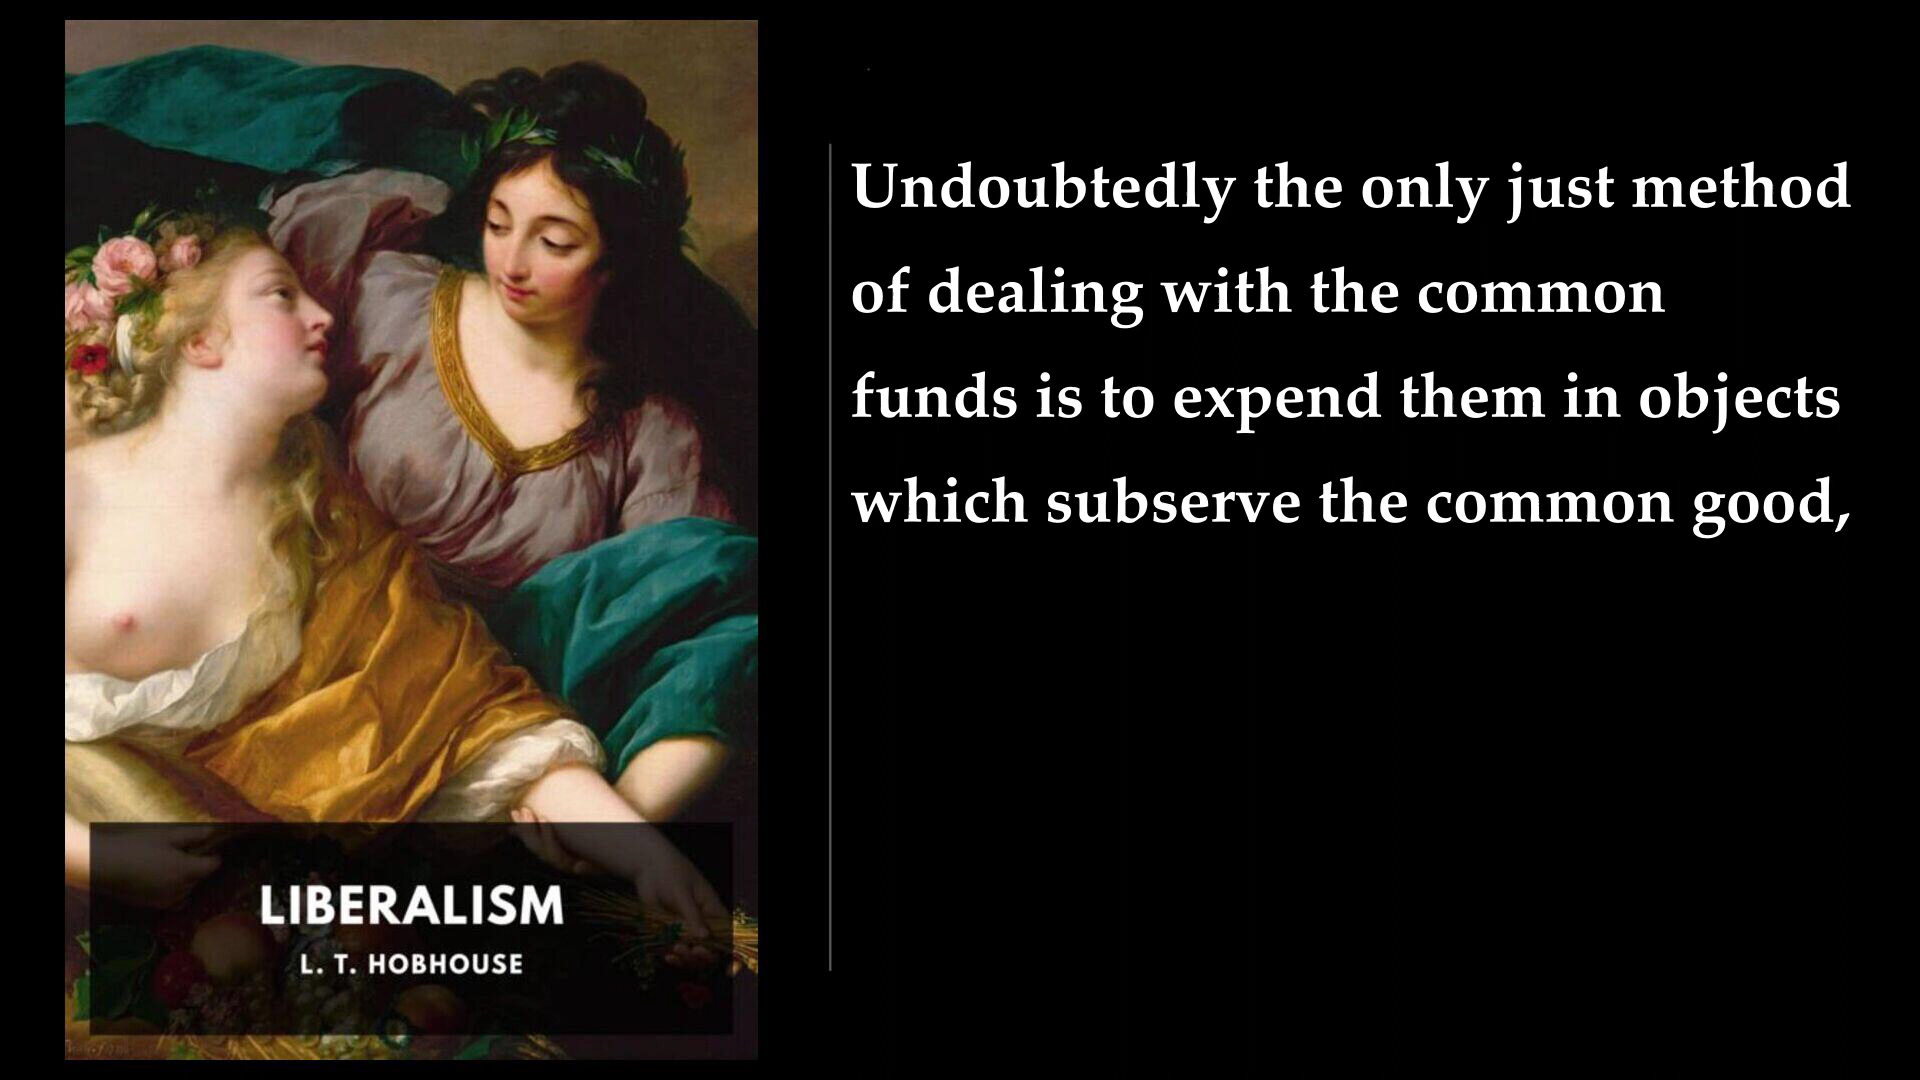 Undoubtedly the only just method
of dealing with the common
funds is to expend them in objects
which subserve the common good,
LIBERALISM
L. T. HOBHOUSE